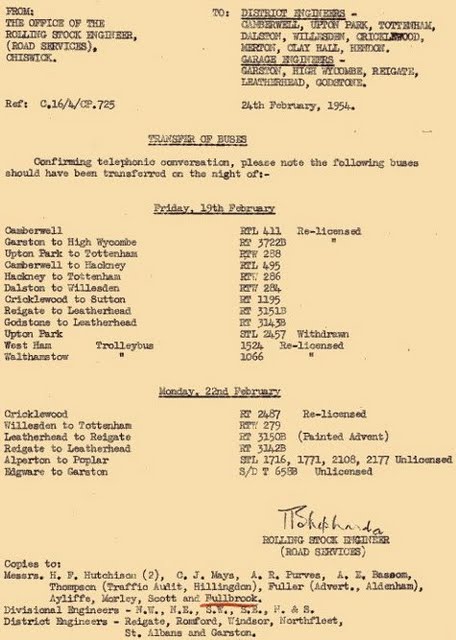 FROM:
THE OFFICE OF THE
ROLLING STOCK ENGINEER,
(ROAD SERVICES),
CHISWICK.
TO: DISTRICT ENGINEERS -
CAMBERWELL, UPTON PARK, TOTTENHAM,
DALSTON, WILLESDEN, CRICKLEWOOD,
MERTON, CLAY HALL, HENDON.
GARAGE ENGINEERS -
GARSTON, HIGH WYCOMBE, REIGATE,
LEATHERHEAD, GODSTONE.
Ref: C.16/4/CP.725
24th February, 1954.
TRANSFER OF BUSES
Confirming telephonic conversation, please note the following buses
should have been transferred on the night of:-
Friday, 19th February
Camberwell RTL 411 Re-licensed
Garston to High Wycombe RT 3722B "
Upton Park to Tottenham RTW 288
Camberwell to Hackney RTL 495
Hackney to Tottenham RTW 286
Dalston to Willesden RTW 284
Cricklewood to Sutton RT 1195
Reigate to Leatherhead RT 3151B
Godstone to Leatherhead RT 3143B
Upton Park STL 2457 Withdrawn
West Ham Trolleybus 1524 Re-licensed
Walthamstow " 1066 "
Monday, 22nd February
Cricklewood RT 2487 Re-licensed
Willesden to Tottenham RTW 279
Leatherhead to Reigate RT 3150B (Painted Advent)
Reigate to Leatherhead RT 3142B
Alperton to Poplar STL 1716, 1771, 2108, 2177 Unlicensed
Edgware to Garston S/D T 658B Unlicensed
ROLLING STOCK ENGINEER
(ROAD SERVICES)
Copies to:
Messrs. H. F. Hutchison (2), C. J. Mays, A. R. Purves, A. E. Bassom,
Thompson (Traffic Audit, Hillingdon), Fuller (Advert., Aldenham),
Ayliffe, Morley, Scott and Fullbrook.
Divisional Engineers - N.W., N.E., S.W., S.E., N. & S.
District Engineers - Reigate, Romford, Windsor, Northfleet,
St. Albans and Garston.